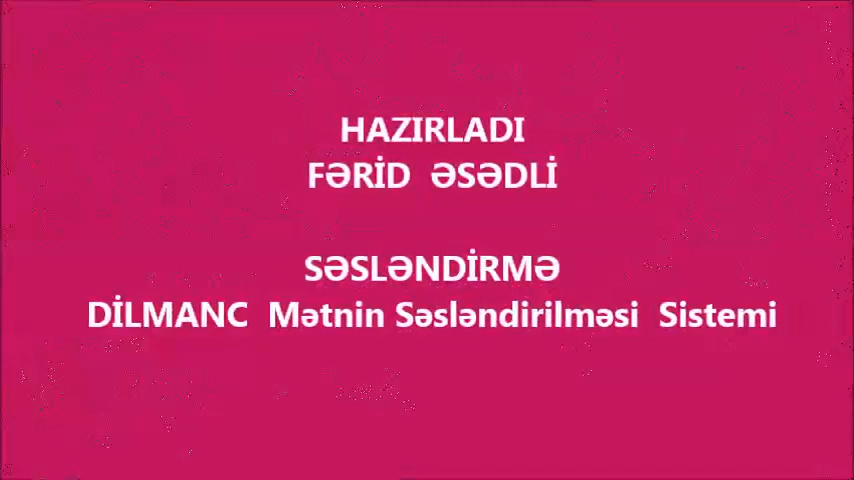 HAZIRLADI
FƏRİD ƏSƏDLİ
SƏSLƏNDİRMƏ
DİLMANC Mətnin Səsləndirilməsi Sistemi